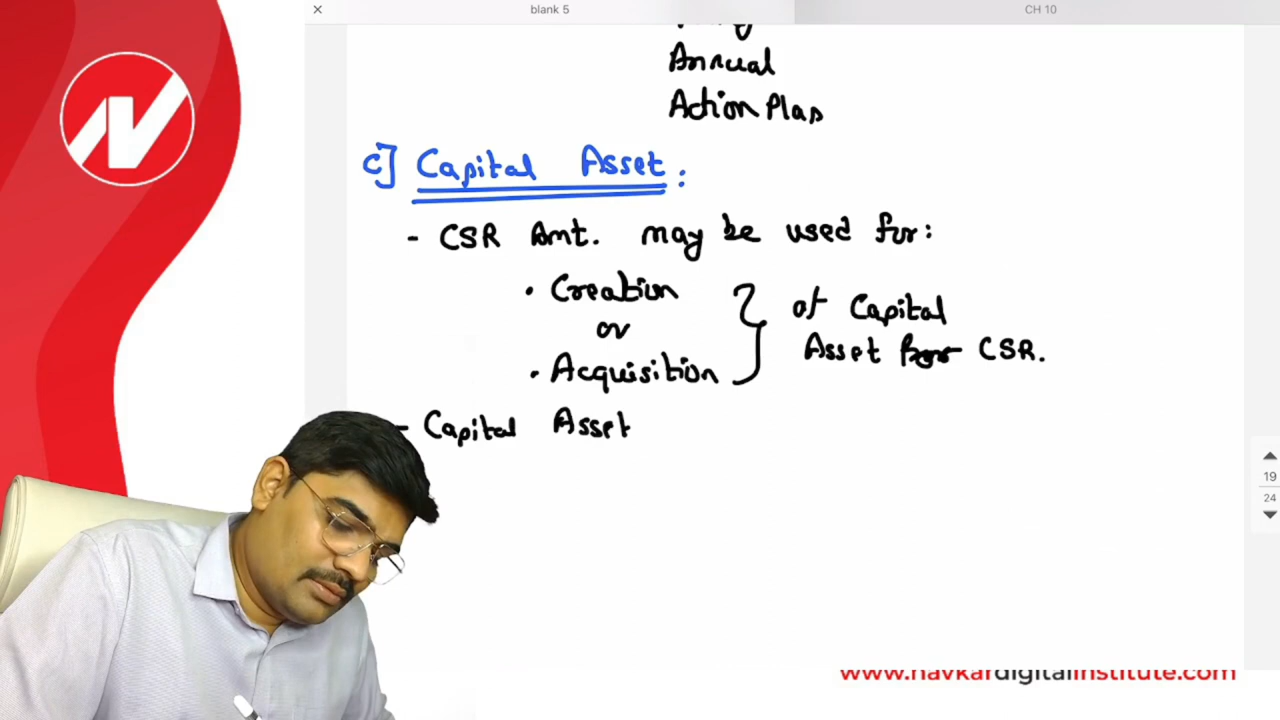 blank 5
CH 10
Annual
Action Plan
C] Capital Asset :
- CSR Amt. may be used for :
• Creation
or
• Acquisition
of Capital
Asset for CSR.
- Capital Asset
19
24
www.navkardigitalinstitute.com